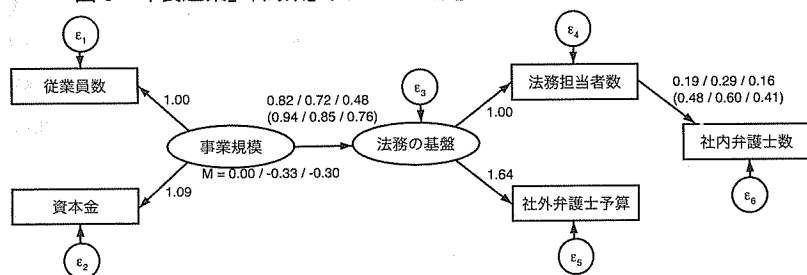 ε1
従業員数
1.00
0.82 / 0.72 / 0.48
(0.94 / 0.85 / 0.76)
事業規模
M = 0.00 / -0.33 / -0.30
1.09
資本金
ε2
ε3
法務の基盤
1.00
1.64
ε4
法務担当者数
0.19 / 0.29 / 0.16
(0.48 / 0.60 / 0.41)
社内弁護士数
ε6
社外弁護士予算
ε5